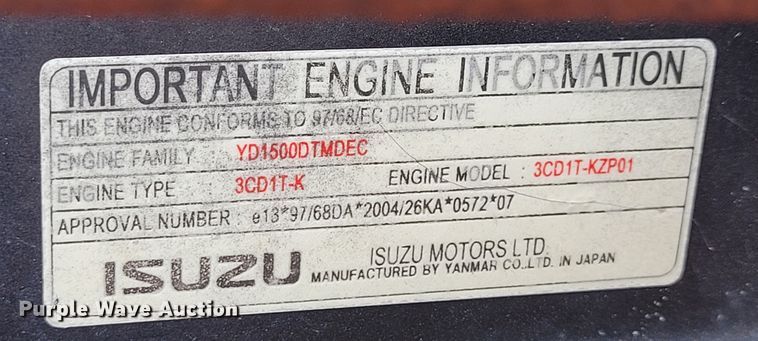 IMPORTANT ENGINE INFORMATION
THIS ENGINE CONFORMS TO 97/68/EC DIRECTIVE
ENGINE FAMILY YD1500DTMDEC
ENGINE TYPE 3CD1T-K ENGINE MODEL : 3CD1T-KZP01
APPROVAL NUMBER : e13*97/68DA*2004/26KA*0572*07
ISUZU ISUZU MOTORS LTD.
MANUFACTURED BY YANMAR CO.,LTD. IN JAPAN
Purple Wave Auction